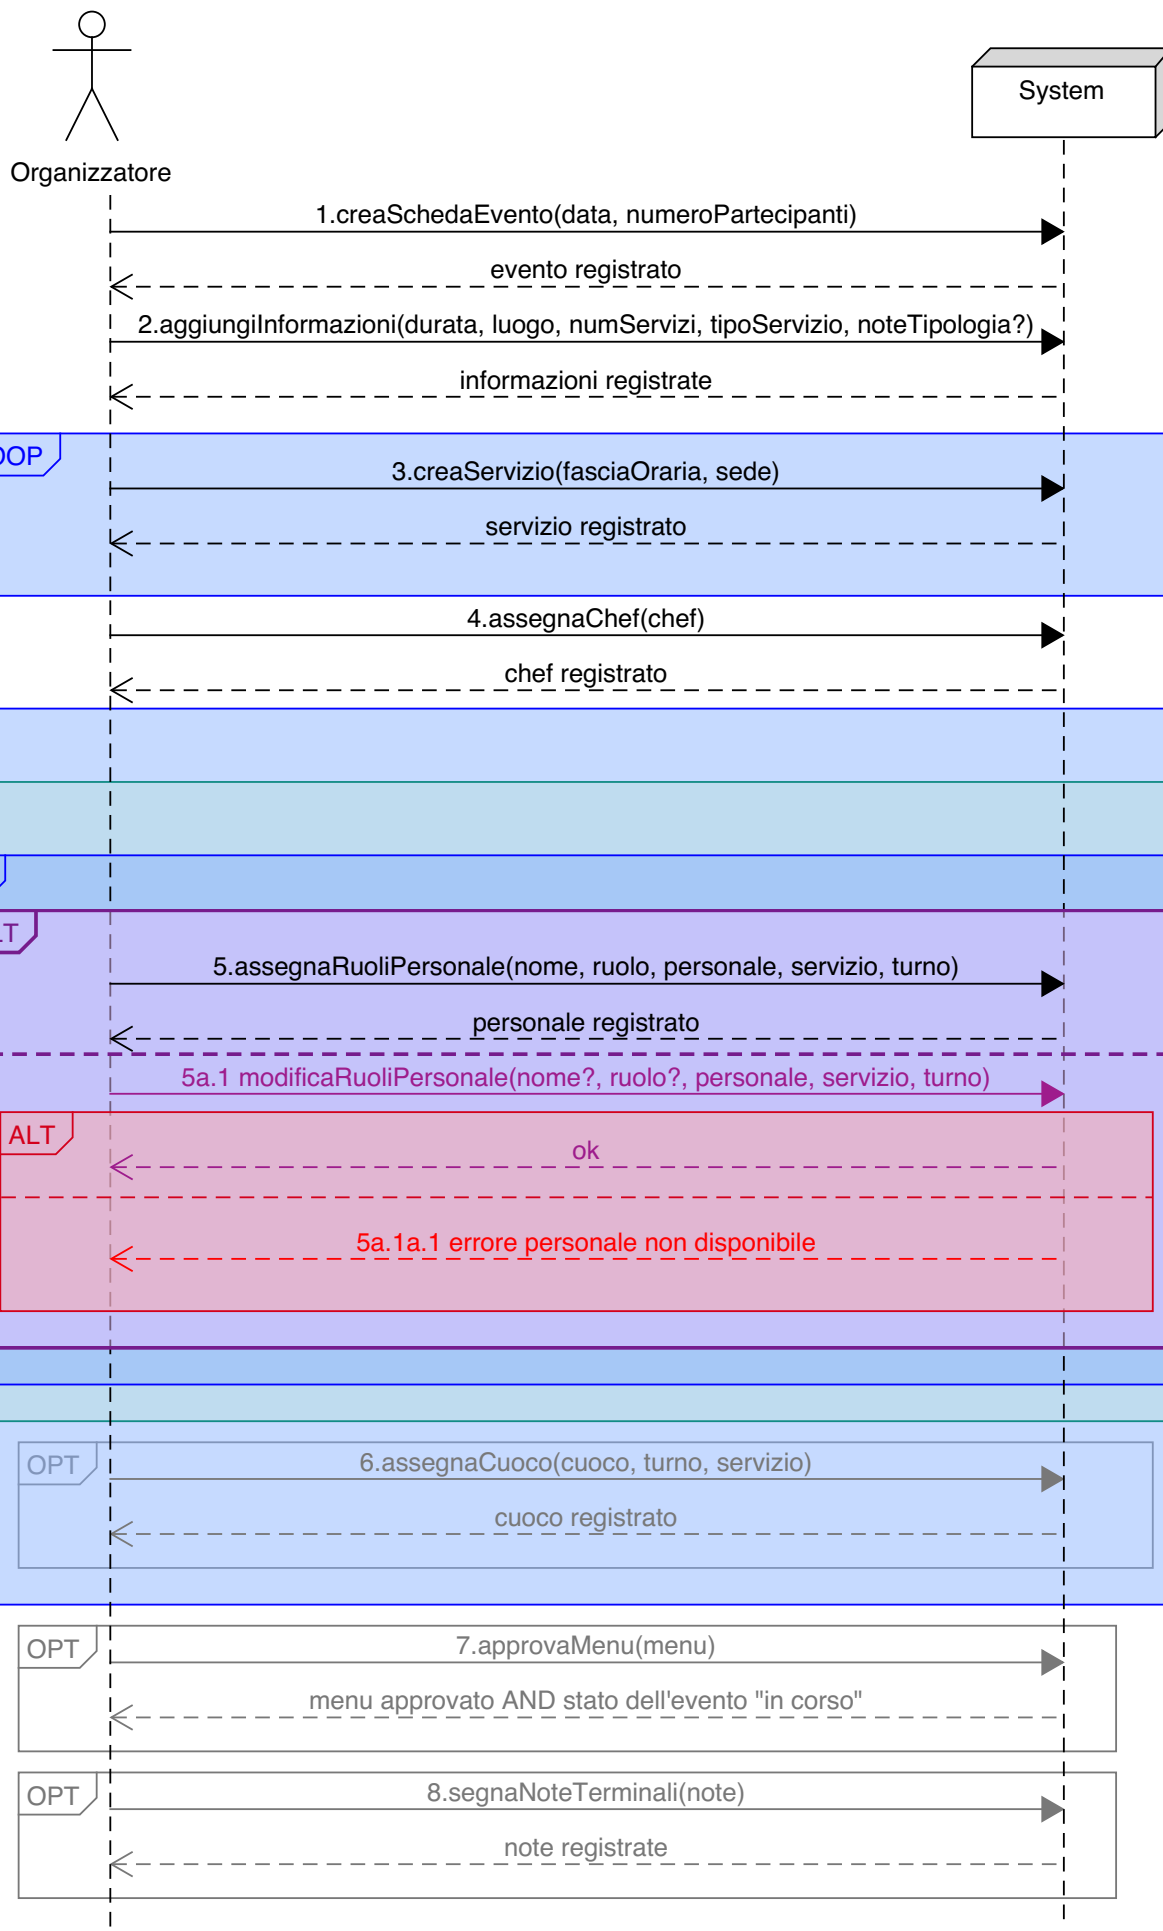 System
Organizzatore
1.creaSchedaEvento(data, numeroPartecipanti)
evento registrato
2.aggiungiInformazioni(durata, luogo, numServizi, tipoServizio, noteTipologia?)
informazioni registrate
OOP
3.creaServizio(fasciaOraria, sede)
servizio registrato
4.assegnaChef(chef)
chef registrato
LT
5.assegnaRuoliPersonale(nome, ruolo, personale, servizio, turno)
personale registrato
5a.1 modificaRuoliPersonale(nome?, ruolo?, personale, servizio, turno)
ALT
ok
5a.1a.1 errore personale non disponibile
OPT
6.assegnaCuoco(cuoco, turno, servizio)
cuoco registrato
OPT
7.approvaMenu(menu)
menu approvato AND stato dell'evento "in corso"
OPT
8.segnaNoteTerminali(note)
note registrate